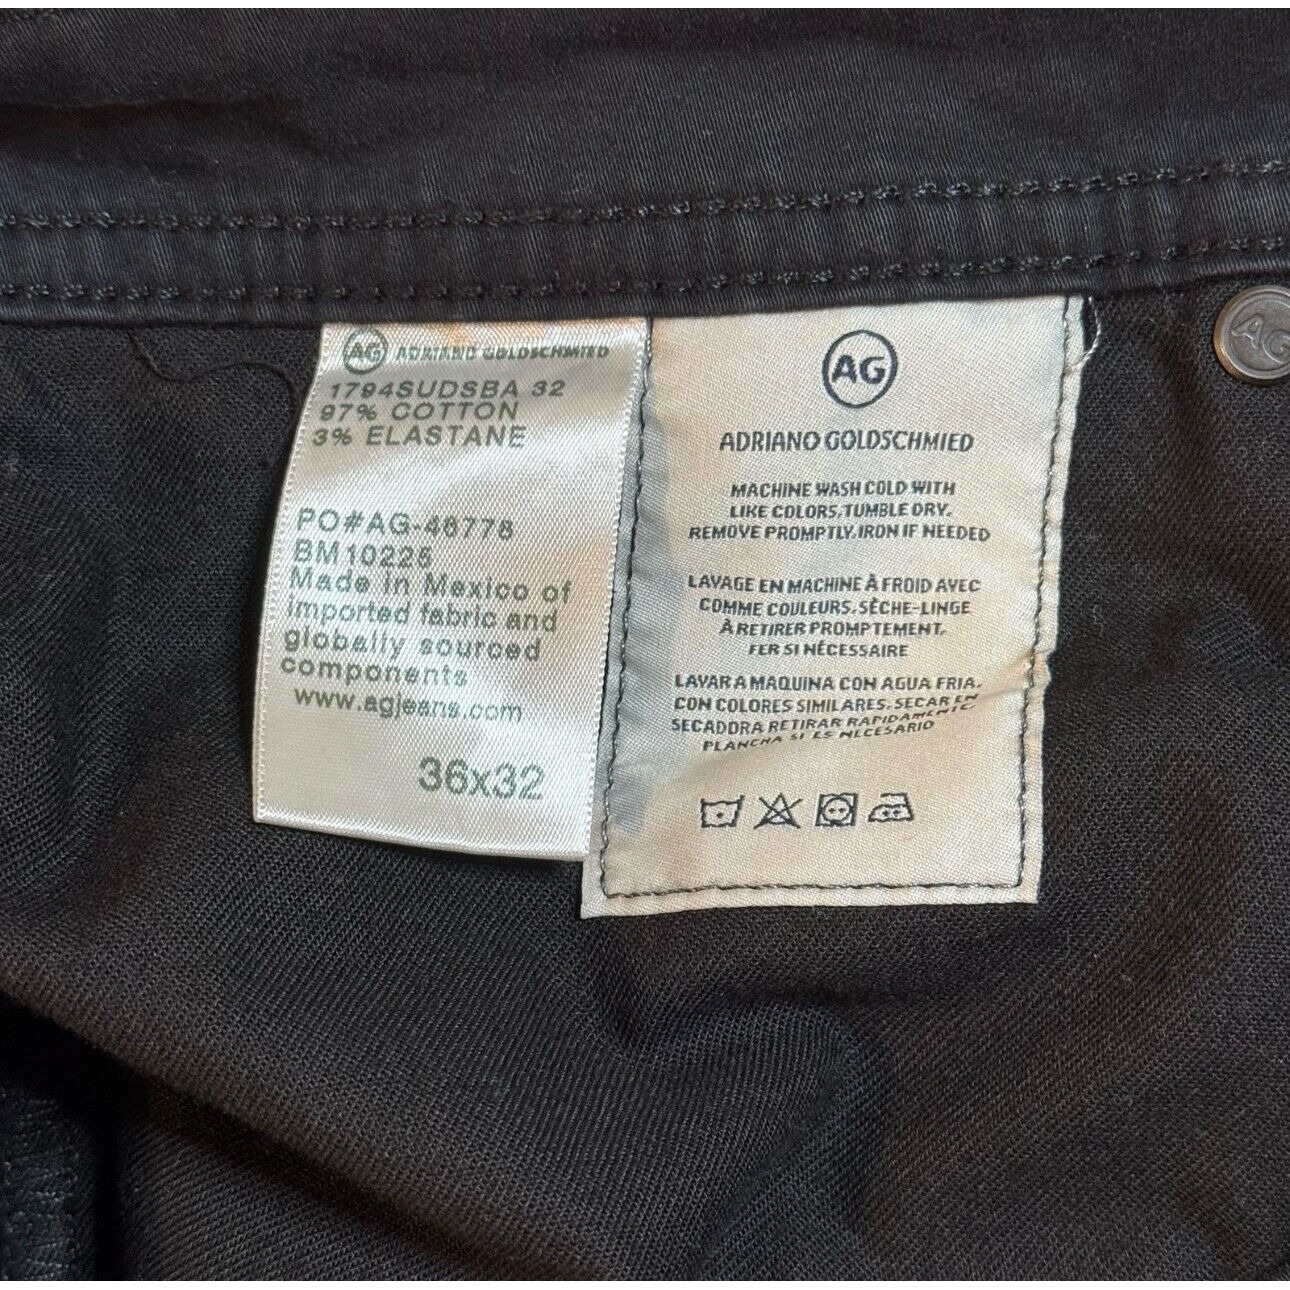 AG ADRIANO GOLDSCHMIED
1794SUDSBA 32
97% COTTON
3% ELASTANE
PO#AG-46778
BM10226
Made in Mexico of
imported fabric and
globally sourced
components
www.agjeans.com
36x32
AG
ADRIANO GOLDSCHMIED
MACHINE WASH COLD WITH
LIKE COLORS. TUMBLE DRY.
REMOVE PROMPTLY. IRON IF NEEDED
LAVAGE EN MACHINE À FROID AVEC
COMME COULEURS. SÈCHE-LINGE
À RETIRER PROMPTEMENT.
FER SI NÉCESSAIRE
LAVAR A MAQUINA CON AGUA FRIA.
CON COLORES SIMILARES. SECAR EN
SECADORA RETIRAR RAPIDAMENTE
PLANCHA SI ES NECESARIO
AG